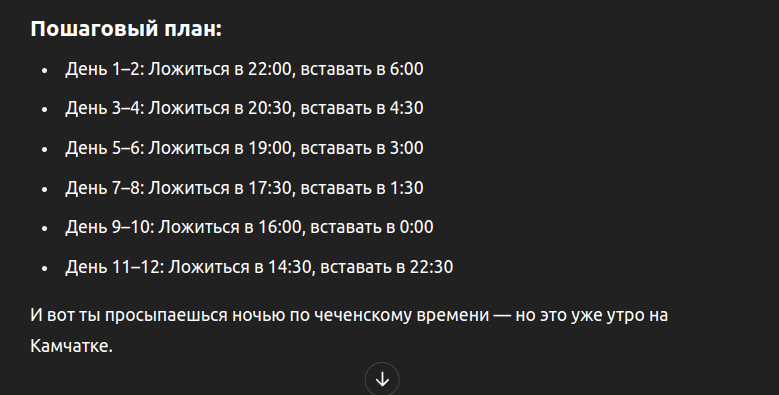 Пошаговый план:
• День 1–2: Ложиться в 22:00, вставать в 6:00
• День 3–4: Ложиться в 20:30, вставать в 4:30
• День 5–6: Ложиться в 19:00, вставать в 3:00
• День 7–8: Ложиться в 17:30, вставать в 1:30
• День 9–10: Ложиться в 16:00, вставать в 0:00
• День 11–12: Ложиться в 14:30, вставать в 22:30
И вот ты просыпаешься ночью по чеченскому времени — но это уже утро на
Камчатке.